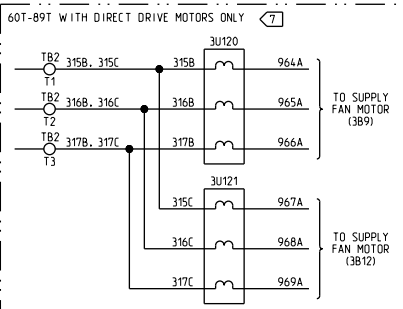 60T-89T WITH DIRECT DRIVE MOTORS ONLY 7
3U120
TB2 315B. 315C 315B 964A
T1
TB2 316B. 316C 316B 965A
T2
TB2 317B. 317C 317B 966A
T3
TO SUPPLY
FAN MOTOR
(3B9)
3U121
315C 967A
316C 968A
317C 969A
TO SUPPLY
FAN MOTOR
(3B12)